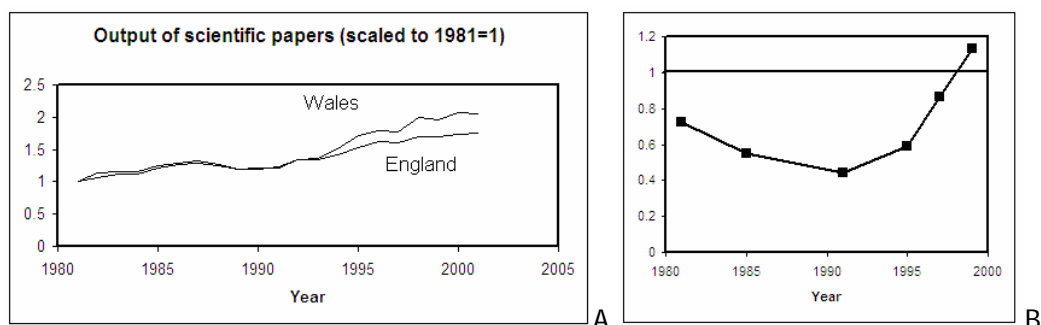 Output of scientific papers (scaled to 1981=1)
2.5
2
1.5
1
0.5
0
Wales
England
1980 1985 1990 1995 2000 2005
Year
A
1.2
1
0.8
0.6
0.4
0.2
0
1980 1985 1990 1995 2000
Year
B